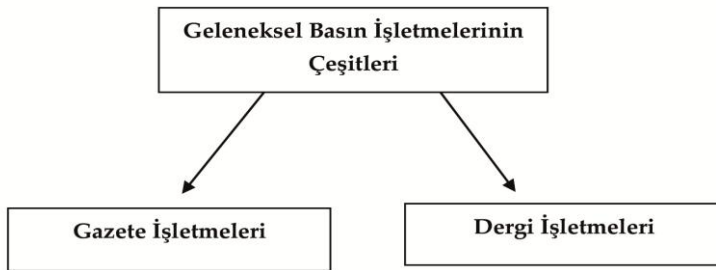 Geleneksel Basın İşletmelerinin
Çeşitleri
Gazete İşletmeleri
Dergi İşletmeleri